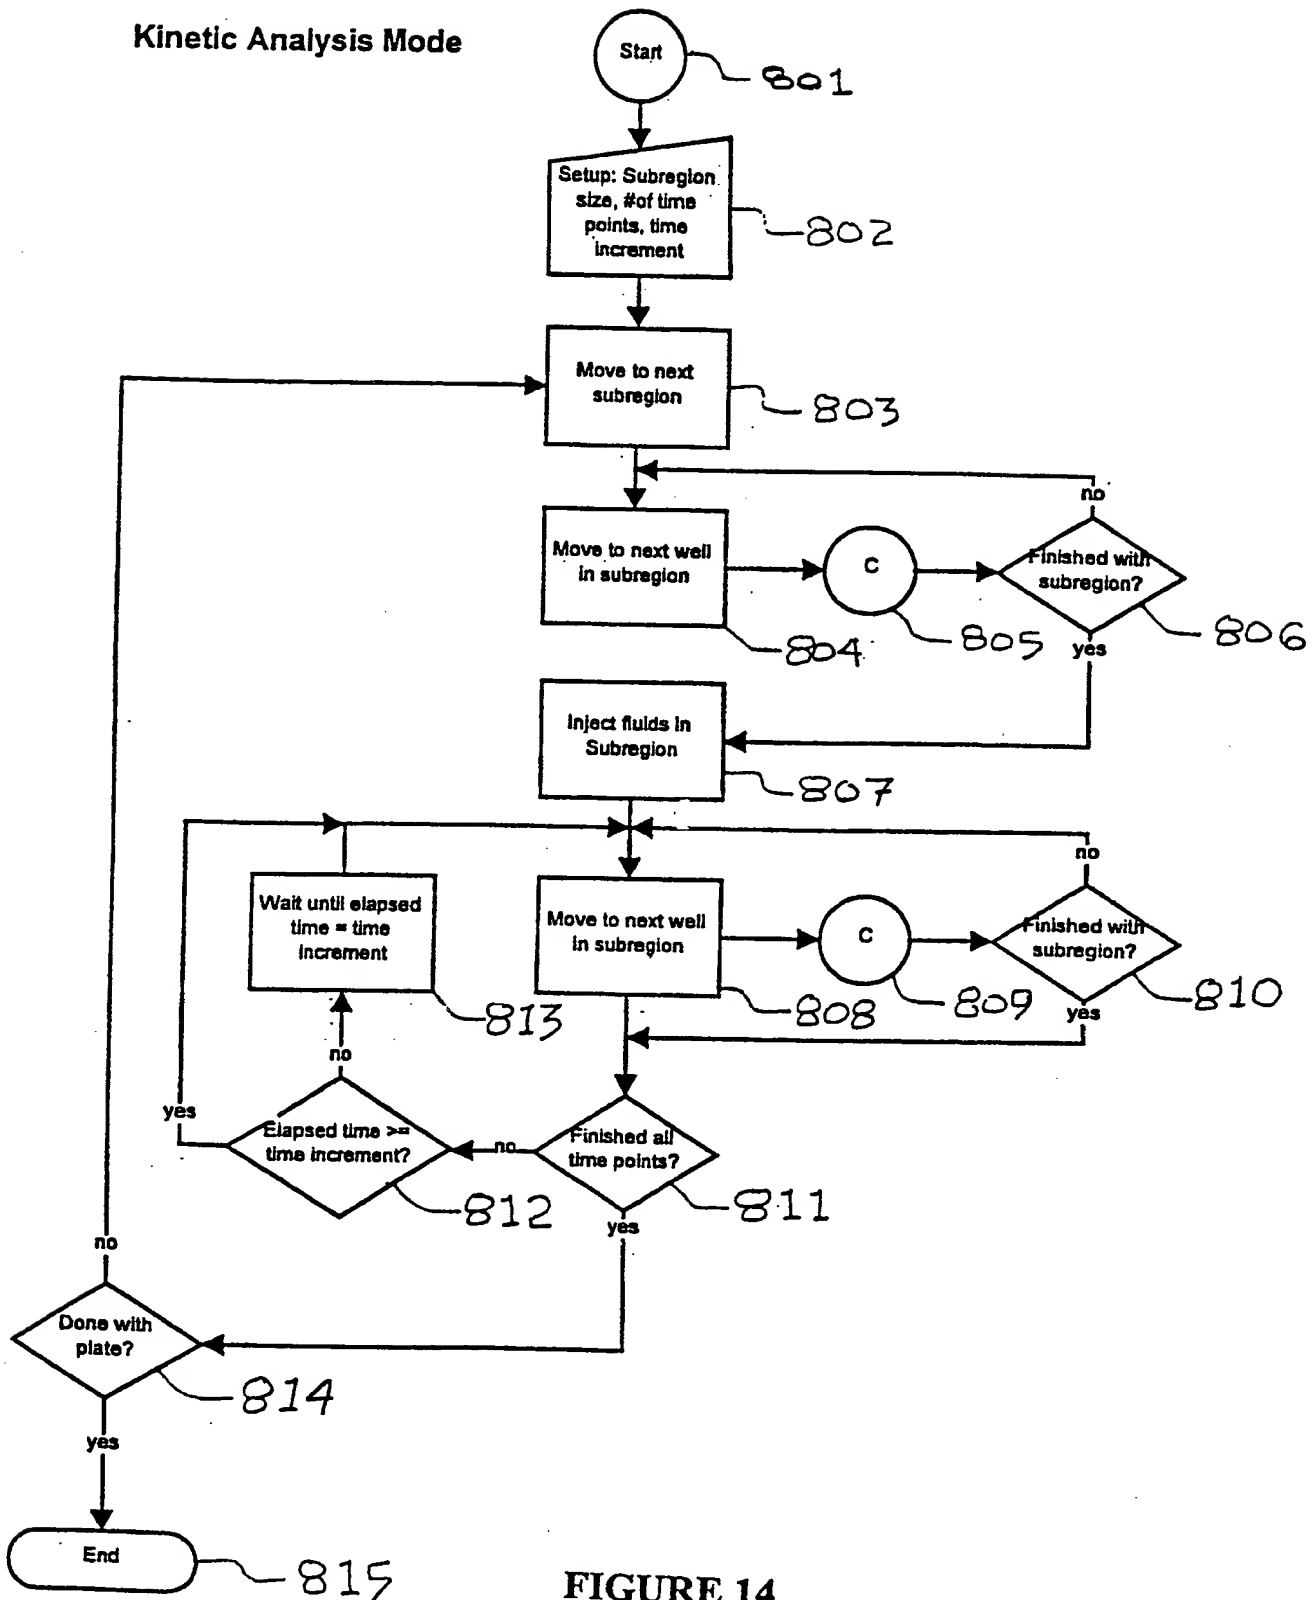 Kinetic Analysis Mode
Start
801
Setup: Subregion
size, #of time
points, time
increment
802
Move to next
subregion
803
no
Move to next well
in subregion
804
C
805
Finished with
subregion?
806
yes
Inject fluids in
Subregion
807
no
Wait until elapsed
time = time
increment
813
Move to next well
in subregion
808
C
809
Finished with
subregion?
810
yes
no
yes
Elapsed time >=
time increment?
812
no
Finished all
time points?
811
yes
no
Done with
plate?
814
yes
End
815
FIGURE 14